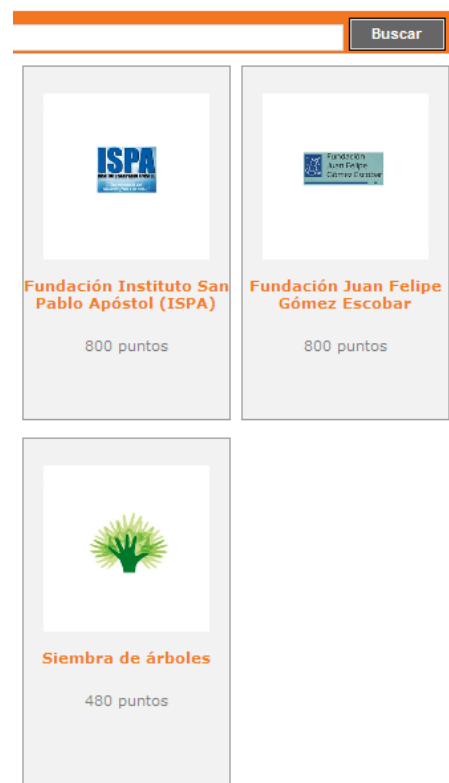 Buscar
ISPA
Fundación
Juan Felipe
Gómez Escobar
Fundación Instituto San
Pablo Apóstol (ISPA)
800 puntos
Fundación Juan Felipe
Gómez Escobar
800 puntos
Siembra de árboles
480 puntos